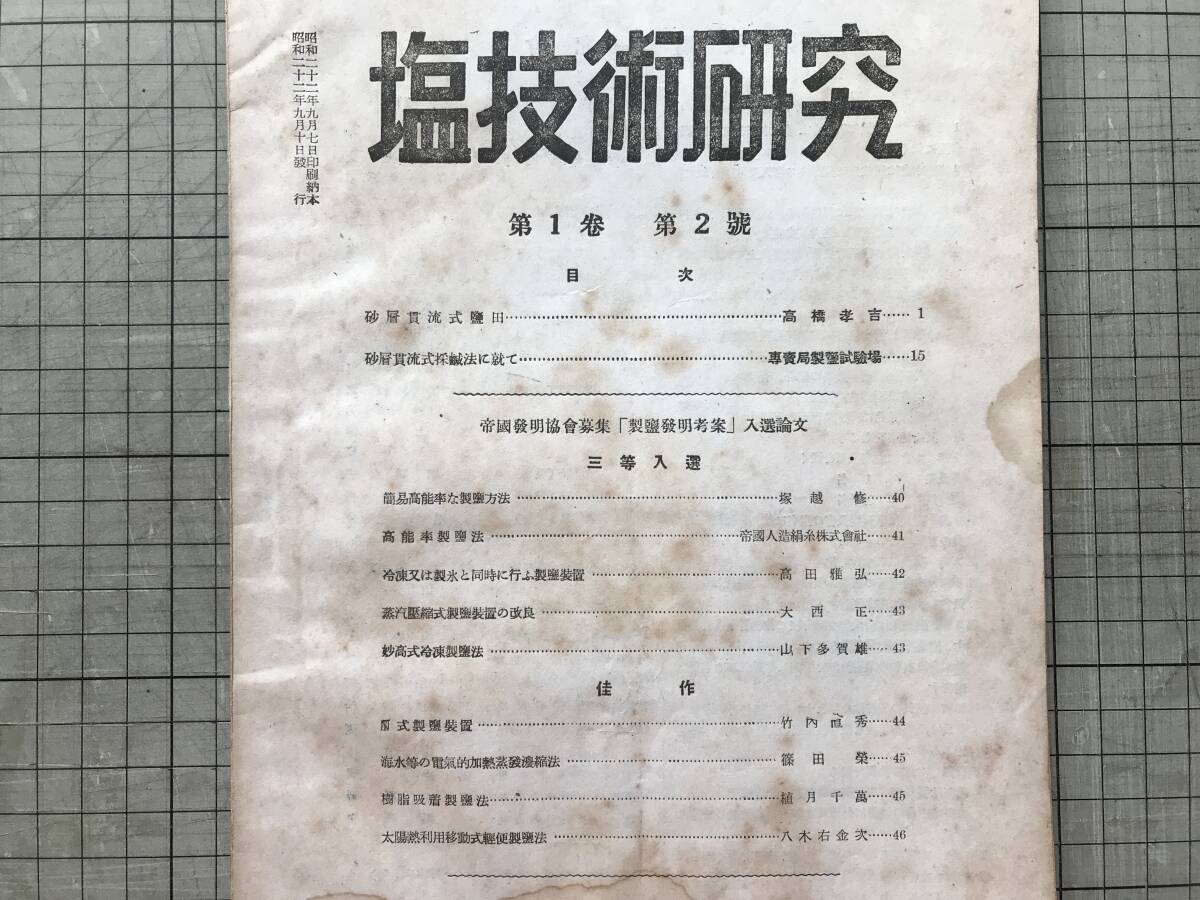 塩技術研究
昭和二十二年九月七日印刷納本
昭和二十二年九月十日發行
第1卷 第2號
目次
砂層貫流式鹽田……高橋孝吉……1
砂層貫流式採鹹法に就て……專賣局製鹽試驗場……15
帝國發明協會募集「製鹽發明考案」入選論文
三等入選
簡易高能率な製鹽方法……塚越修……40
高能率製鹽法……帝國人造絹糸株式會社……41
冷凍又は製氷と同時に行ふ製鹽裝置……高田雅弘……42
蒸汽壓縮式製鹽裝置の改良……大西正……43
妙高式冷凍製鹽法……山下多賀雄……43
佳作
式製鹽裝置……竹內直秀……44
海水等の電氣的加熱蒸發濃縮法……篠田榮……45
樹脂吸着製鹽法……植月千萬……45
太陽熱利用移動式輕便製鹽法……八木右金次……46